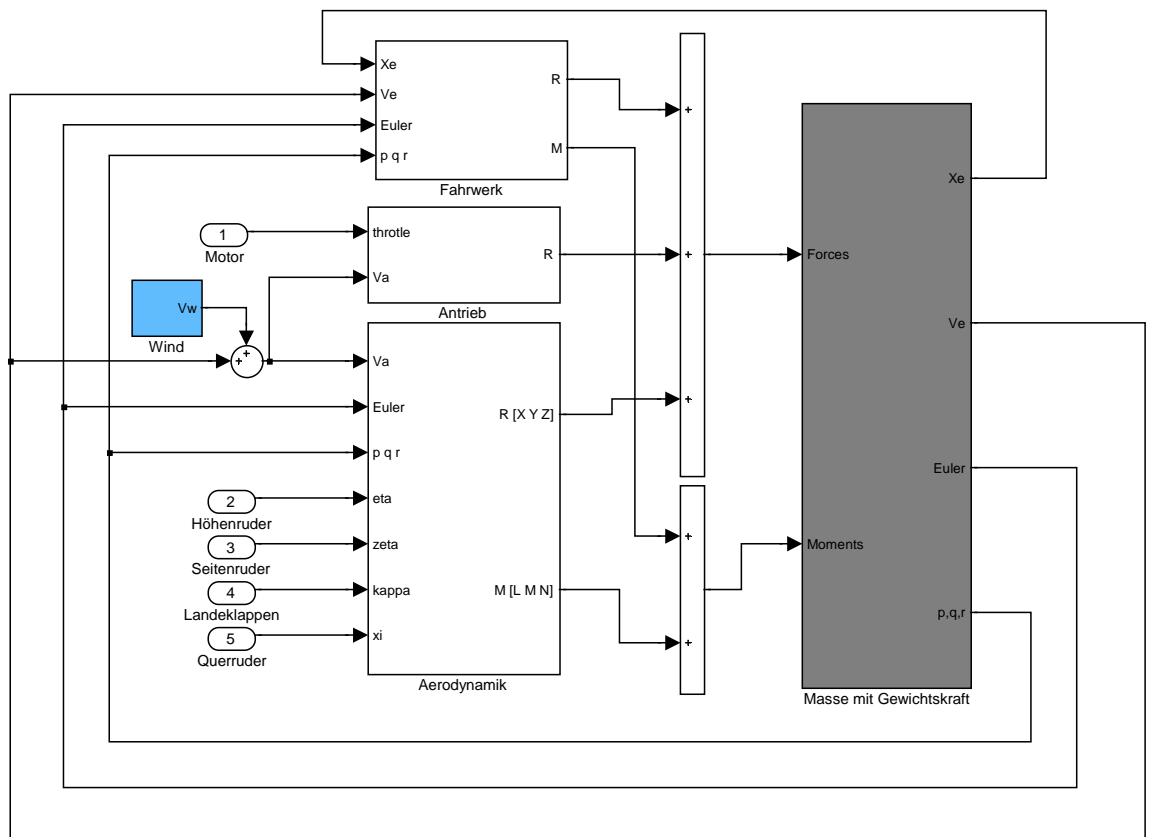 Xe
Ve
Euler
p q r
R
M
Fahrwerk
throtle
Va
R
Antrieb
1
Motor
Vw
Wind
+
+
Va
Euler
p q r
eta
zeta
kappa
xi
R [X Y Z]
M [L M N]
Aerodynamik
2
Höhenruder
3
Seitenruder
4
Landeklappen
5
Querruder
+
+
+
+
+
Forces
Moments
Xe
Ve
Euler
p,q,r
Masse mit Gewichtskraft